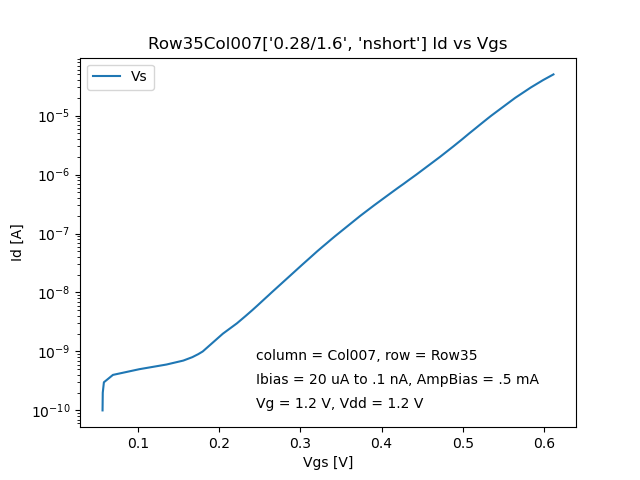 Row35Col007['0.28/1.6', 'nshort'] Id vs Vgs
Vs
10⁻⁵
10⁻⁶
10⁻⁷
10⁻⁸
10⁻⁹
10⁻¹⁰
Id [A]
column = Col007, row = Row35
Ibias = 20 uA to .1 nA, AmpBias = .5 mA
Vg = 1.2 V, Vdd = 1.2 V
0.1 0.2 0.3 0.4 0.5 0.6
Vgs [V]